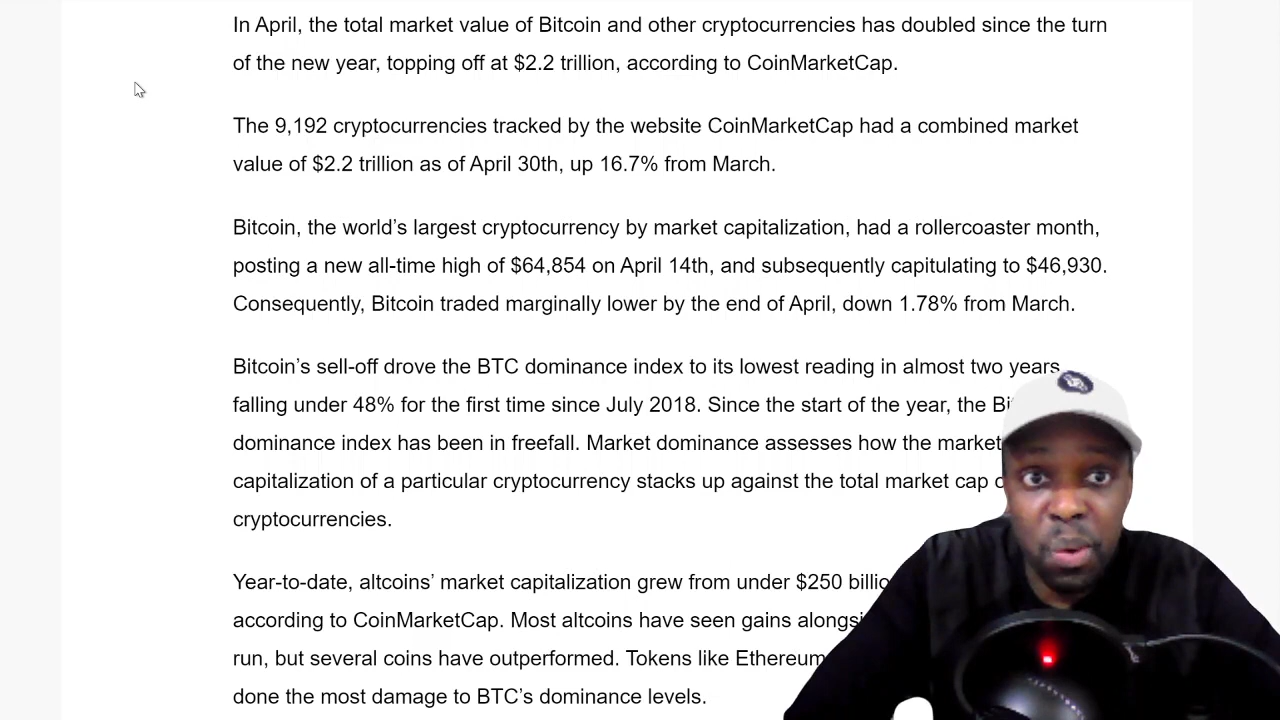 In April, the total market value of Bitcoin and other cryptocurrencies has doubled since the turn
of the new year, topping off at $2.2 trillion, according to CoinMarketCap.
The 9,192 cryptocurrencies tracked by the website CoinMarketCap had a combined market
value of $2.2 trillion as of April 30th, up 16.7% from March.
Bitcoin, the world’s largest cryptocurrency by market capitalization, had a rollercoaster month,
posting a new all-time high of $64,854 on April 14th, and subsequently capitulating to $46,930.
Consequently, Bitcoin traded marginally lower by the end of April, down 1.78% from March.
Bitcoin’s sell-off drove the BTC dominance index to its lowest reading in almost two years,
falling under 48% for the first time since July 2018. Since the start of the year, the
dominance index has been in freefall. Market dominance assesses how the market
capitalization of a particular cryptocurrency stacks up against the total market cap
cryptocurrencies.
Year-to-date, altcoins’ market capitalization grew from under $250
according to CoinMarketCap. Most altcoins have seen gains
run, but several coins have outperformed. Tokens like Ethereum
done the most damage to BTC’s dominance levels.